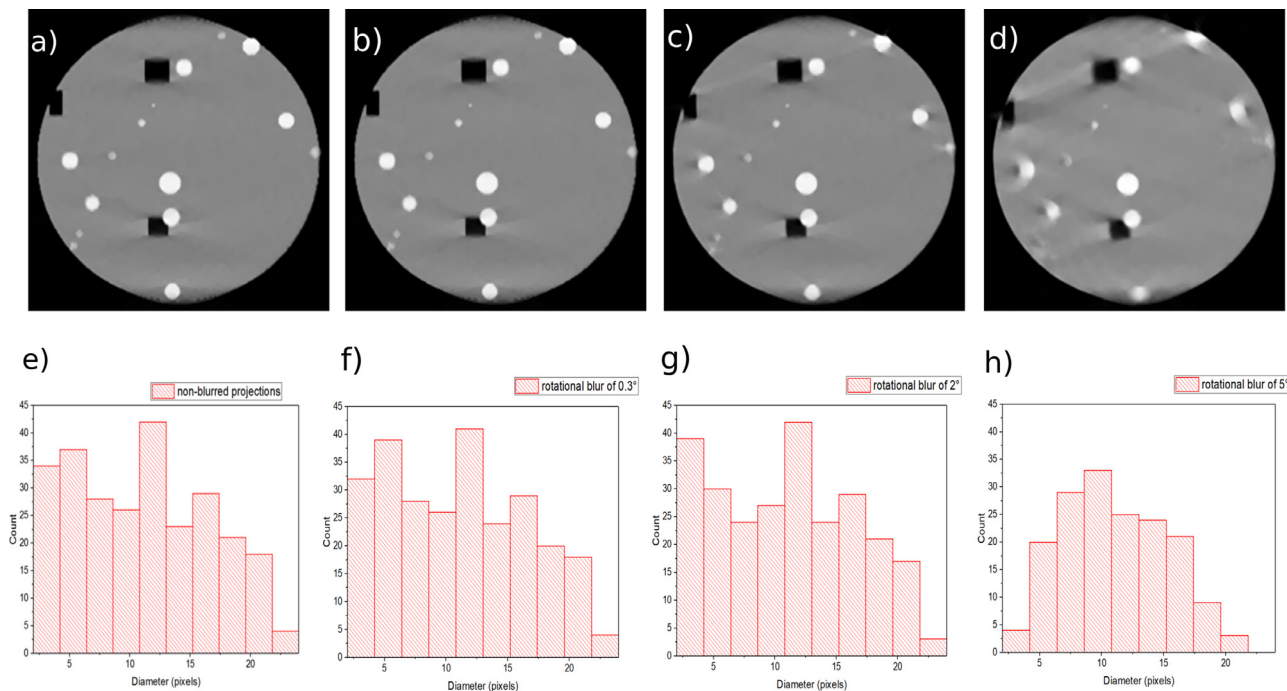 a) b) c) d)
e) f) g) h)
non-blurred projections
rotational blur of 0.3°
rotational blur of 2°
rotational blur of 5°
45
40
35
30
25
20
15
10
5
0
Count
5 10 15 20
Diameter (pixels)
45
40
35
30
25
20
15
10
5
0
Count
5 10 15 20
Diameter (pixels)
45
40
35
30
25
20
15
10
5
0
Count
5 10 15 20
Diameter (pixels)
45
40
35
30
25
20
15
10
5
0
Count
5 10 15 20
Diameter (pixels)